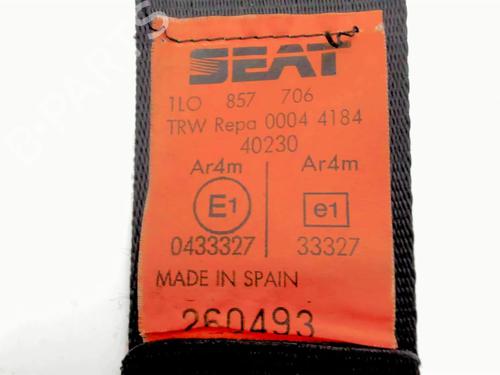 SEAT
1LO 857 706
TRW Repa 0004 4184
40230
Ar4m Ar4m
E1 e1
0433327 33327
MADE IN SPAIN
260493